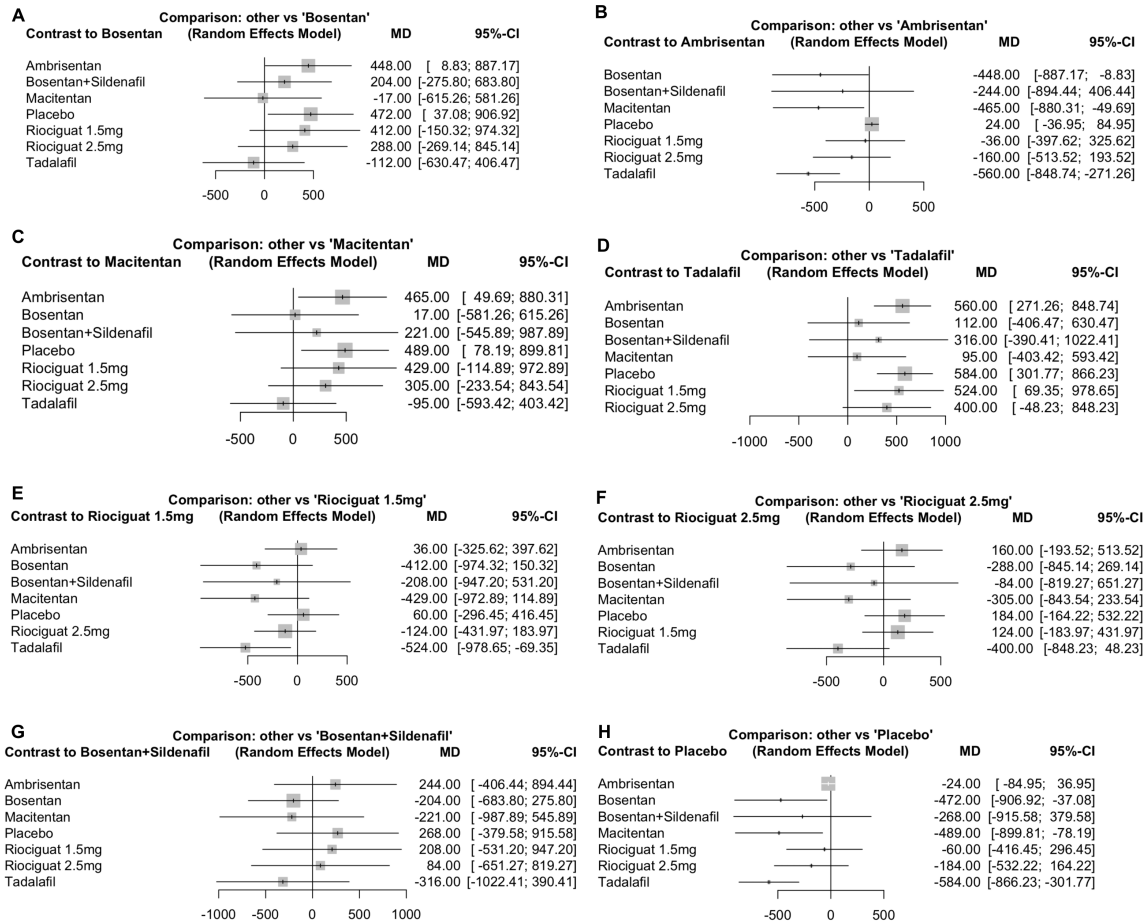 A
Comparison: other vs 'Bosentan'
Contrast to Bosentan (Random Effects Model) MD 95%-CI
Ambrisentan 448.00 [ 8.83; 887.17]
Bosentan+Sildenafil 204.00 [-275.80; 683.80]
Macitentan -17.00 [-615.26; 581.26]
Placebo 472.00 [ 37.08; 906.92]
Riociguat 1.5mg 412.00 [-150.32; 974.32]
Riociguat 2.5mg 288.00 [-269.14; 845.14]
Tadalafil -112.00 [-630.47; 406.47]
-500 0 500
B
Comparison: other vs 'Ambrisentan'
Contrast to Ambrisentan (Random Effects Model) MD 95%-CI
Bosentan -448.00 [-887.17; -8.83]
Bosentan+Sildenafil -244.00 [-894.44; 406.44]
Macitentan -465.00 [-880.31; -49.69]
Placebo 24.00 [ -36.95; 84.95]
Riociguat 1.5mg -36.00 [-397.62; 325.62]
Riociguat 2.5mg -160.00 [-513.52; 193.52]
Tadalafil -560.00 [-848.74; -271.26]
-500 0 500
C
Comparison: other vs 'Macitentan'
Contrast to Macitentan (Random Effects Model) MD 95%-CI
Ambrisentan 465.00 [ 49.69; 880.31]
Bosentan 17.00 [-581.26; 615.26]
Bosentan+Sildenafil 221.00 [-545.89; 987.89]
Placebo 489.00 [ 78.19; 899.81]
Riociguat 1.5mg 429.00 [-114.89; 972.89]
Riociguat 2.5mg 305.00 [-233.54; 843.54]
Tadalafil -95.00 [-593.42; 403.42]
-500 0 500
D
Comparison: other vs 'Tadalafil'
Contrast to Tadalafil (Random Effects Model) MD 95%-CI
Ambrisentan 560.00 [ 271.26; 848.74]
Bosentan 112.00 [-406.47; 630.47]
Bosentan+Sildenafil 316.00 [-390.41; 1022.41]
Macitentan 95.00 [-403.42; 593.42]
Placebo 584.00 [ 301.77; 866.23]
Riociguat 1.5mg 524.00 [ 69.35; 978.65]
Riociguat 2.5mg 400.00 [ -48.23; 848.23]
-1000 -500 0 500 1000
E
Comparison: other vs 'Riociguat 1.5mg'
Contrast to Riociguat 1.5mg (Random Effects Model) MD 95%-CI
Ambrisentan 36.00 [-325.62; 397.62]
Bosentan -412.00 [-974.32; 150.32]
Bosentan+Sildenafil -208.00 [-947.20; 531.20]
Macitentan -429.00 [-972.89; 114.89]
Placebo 60.00 [-296.45; 416.45]
Riociguat 2.5mg -124.00 [-431.97; 183.97]
Tadalafil -524.00 [-978.65; -69.35]
-500 0 500
F
Comparison: other vs 'Riociguat 2.5mg'
Contrast to Riociguat 2.5mg (Random Effects Model) MD 95%-CI
Ambrisentan 160.00 [-193.52; 513.52]
Bosentan -288.00 [-845.14; 269.14]
Bosentan+Sildenafil -84.00 [-819.27; 651.27]
Macitentan -305.00 [-843.54; 233.54]
Placebo 184.00 [-164.22; 532.22]
Riociguat 1.5mg 124.00 [-183.97; 431.97]
Tadalafil -400.00 [-848.23; 48.23]
-500 0 500
G
Comparison: other vs 'Bosentan+Sildenafil'
Contrast to Bosentan+Sildenafil (Random Effects Model) MD 95%-CI
Ambrisentan 244.00 [ -406.44; 894.44]
Bosentan -204.00 [ -683.80; 275.80]
Macitentan -221.00 [ -987.89; 545.89]
Placebo 268.00 [ -379.58; 915.58]
Riociguat 1.5mg 208.00 [ -531.20; 947.20]
Riociguat 2.5mg 84.00 [ -651.27; 819.27]
Tadalafil -316.00 [-1022.41; 390.41]
-1000 -500 0 500 1000
H
Comparison: other vs 'Placebo'
Contrast to Placebo (Random Effects Model) MD 95%-CI
Ambrisentan -24.00 [ -84.95; 36.95]
Bosentan -472.00 [-906.92; -37.08]
Bosentan+Sildenafil -268.00 [-915.58; 379.58]
Macitentan -489.00 [-899.81; -78.19]
Riociguat 1.5mg -60.00 [-416.45; 296.45]
Riociguat 2.5mg -184.00 [-532.22; 164.22]
Tadalafil -584.00 [-866.23; -301.77]
-500 0 500